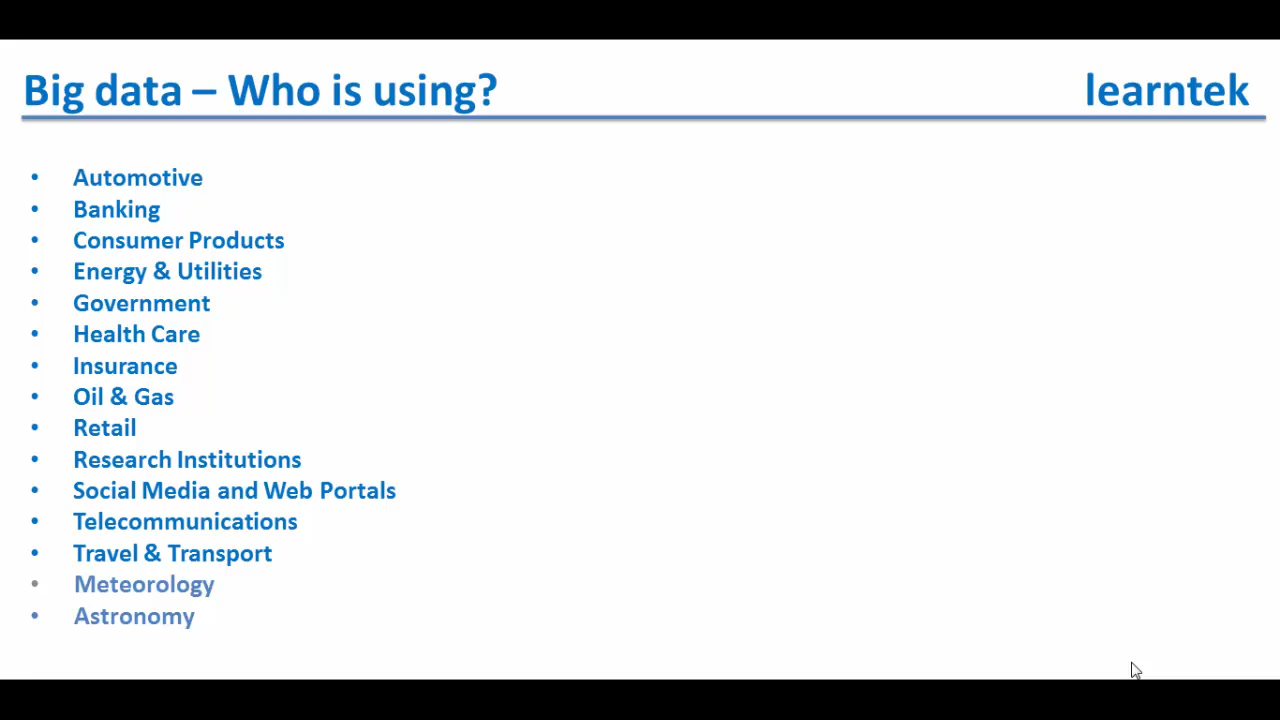 Big data – Who is using? learntek
• Automotive
• Banking
• Consumer Products
• Energy & Utilities
• Government
• Health Care
• Insurance
• Oil & Gas
• Retail
• Research Institutions
• Social Media and Web Portals
• Telecommunications
• Travel & Transport
• Meteorology
• Astronomy